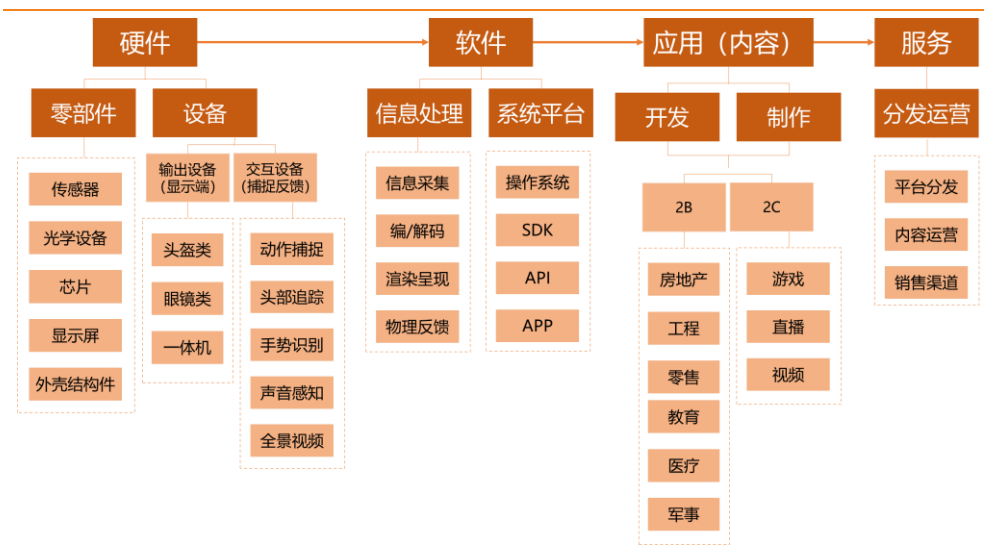 硬件
软件
应用（内容）
服务
零部件
设备
信息处理
系统平台
开发
制作
分发运营
传感器
光学设备
芯片
显示屏
外壳结构件
输出设备
(显示端)
头盔类
眼镜类
一体机
交互设备
(捕捉反馈)
动作捕捉
头部追踪
手势识别
声音感知
全景视频
信息采集
编/解码
渲染呈现
物理反馈
操作系统
SDK
API
APP
2B
房地产
工程
零售
教育
医疗
军事
2C
游戏
直播
视频
平台分发
内容运营
销售渠道